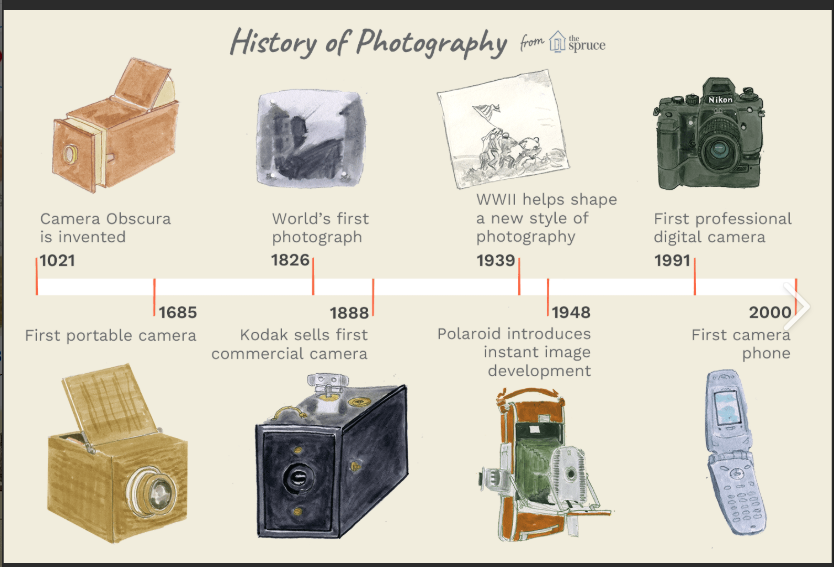 History of Photography from the spruce
Nikon
Camera Obscura
is invented
1021
World's first
photograph
1826
WWII helps shape
a new style of
photography
1939
First professional
digital camera
1991
1685
First portable camera
1888
Kodak sells first
commercial camera
1948
Polaroid introduces
instant image
development
2000
First camera
phone